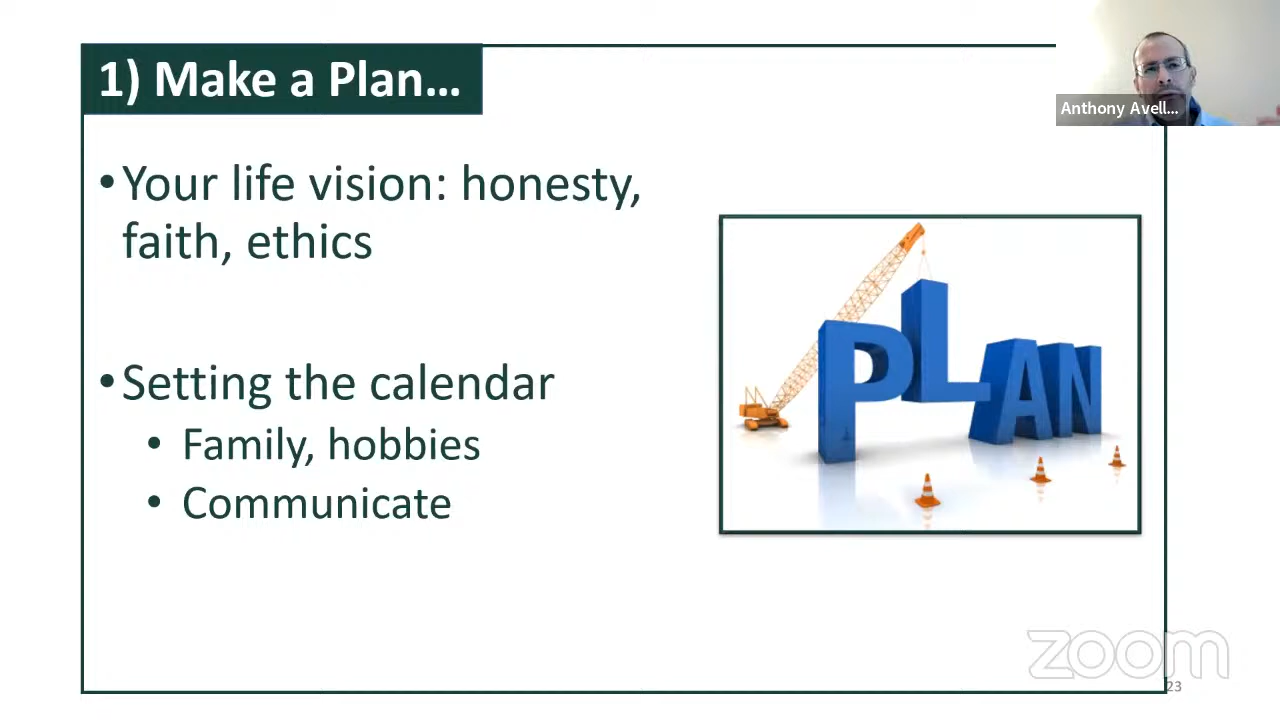 1) Make a Plan…
Anthony Avell...
•Your life vision: honesty,
faith, ethics
•Setting the calendar
• Family, hobbies
• Communicate
PLAN
zoom
23